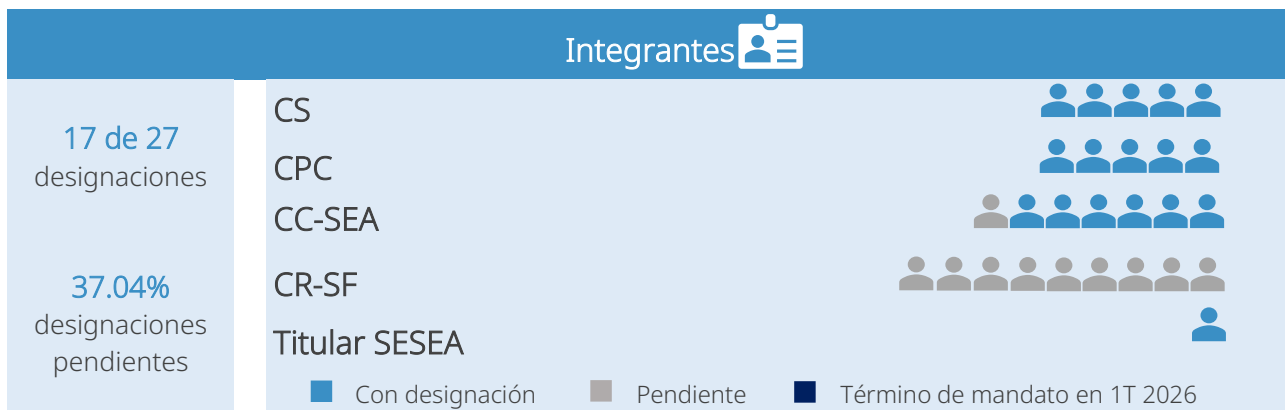 Integrantes
17 de 27
designaciones
37.04%
designaciones
pendientes
CS
CPC
CC-SEA
CR-SF
Titular SESEA
Con designación Pendiente Término de mandato en 1T 2026